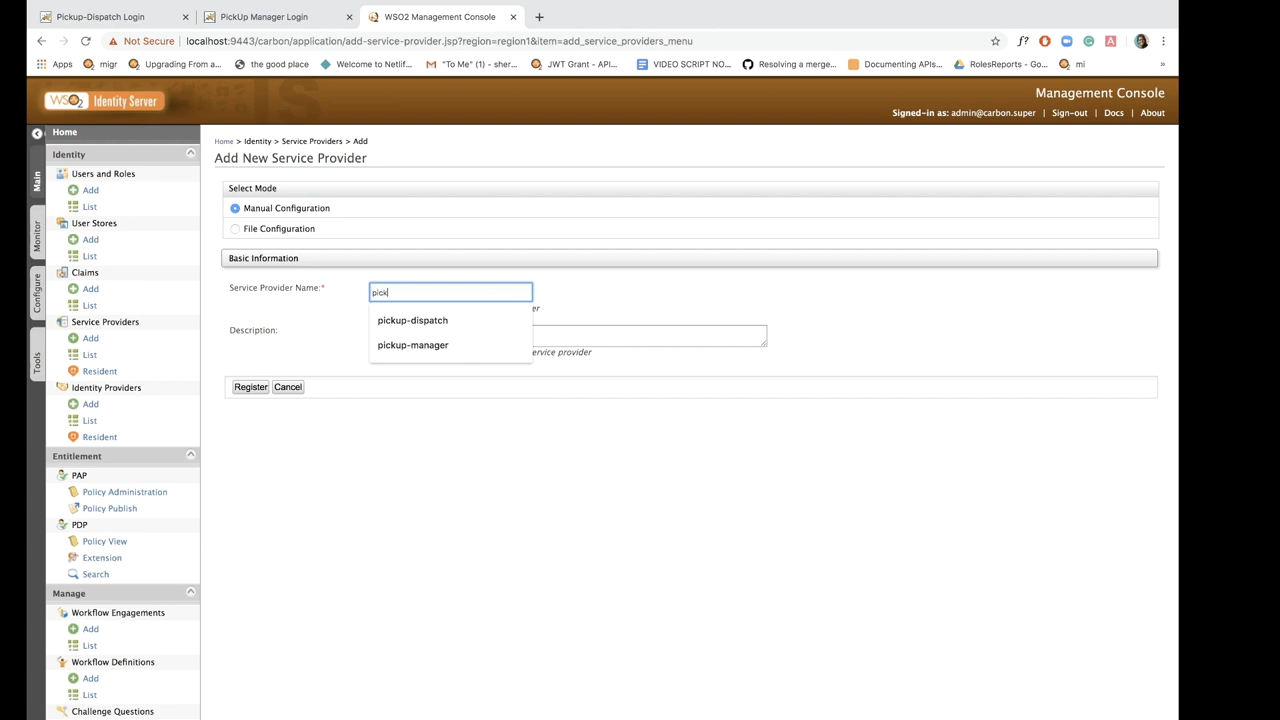 Pickup-Dispatch Login
PickUp Manager Login
WSO2 Management Console
Not Secure
localhost:9443/carbon/application/add-service-provider.jsp?region=region1&item=add_service_providers_menu
f?
A
Apps
migr
Upgrading From a...
the good place
Welcome to Netlif...
"To Me" (1) - sher...
JWT Grant - API...
VIDEO SCRIPT NO...
Resolving a merge...
Documenting APIs...
RolesReports - Go...
mi
»
WSO2 Identity Server
Management Console
Signed-in as: admin@carbon.super | Sign-out | Docs | About
Main
Monitor
Configure
Tools
Home
Identity
Users and Roles
Add
List
User Stores
Add
List
Claims
Add
List
Service Providers
Add
List
Resident
Identity Providers
Add
List
Resident
Entitlement
PAP
Policy Administration
Policy Publish
PDP
Policy View
Extension
Search
Manage
Workflow Engagements
Add
List
Workflow Definitions
Add
List
Challenge Questions
Home > Identity > Service Providers > Add
Add New Service Provider
Select Mode
Manual Configuration
File Configuration
Basic Information
Service Provider Name:*
pick
er
pickup-dispatch
pickup-manager
Description:
ervice provider
Register Cancel